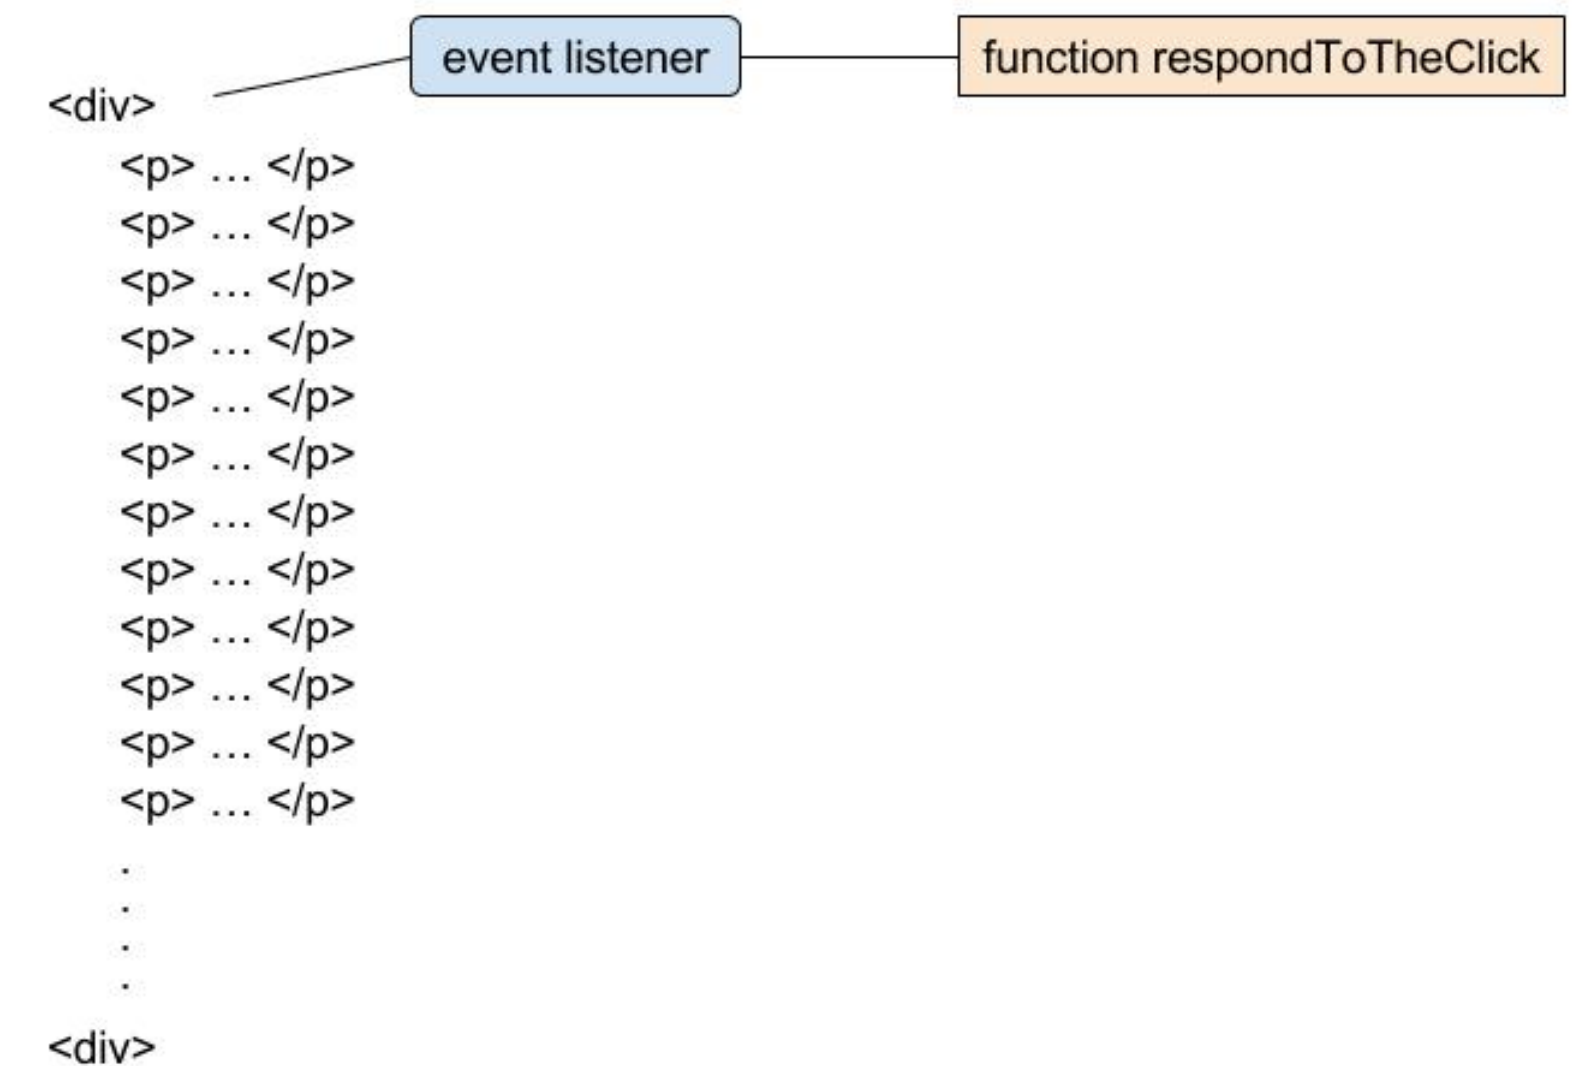 event listener
function respondToTheClick
<div>
<p> … </p>
<p> … </p>
<p> … </p>
<p> … </p>
<p> … </p>
<p> … </p>
<p> … </p>
<p> … </p>
<p> … </p>
<p> … </p>
<p> … </p>
<p> … </p>
.
.
.
.
<div>